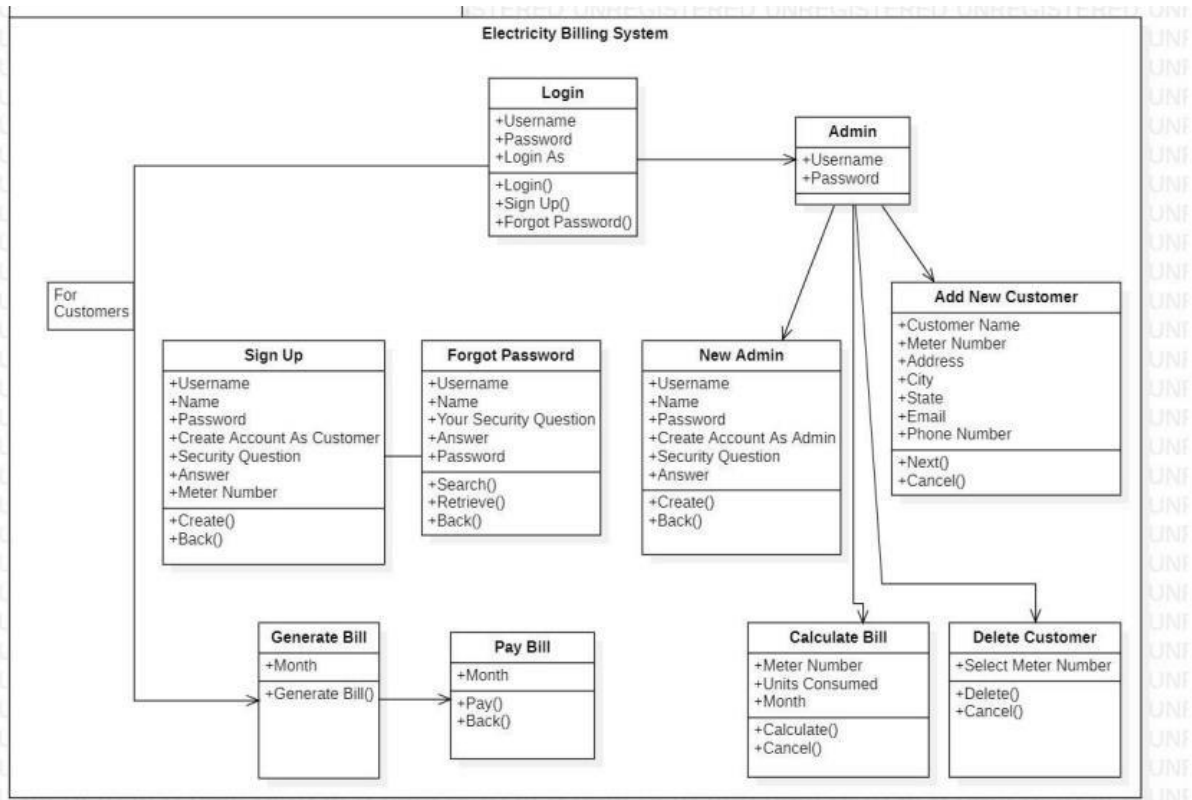 UNREGISTERED UNREGISTERED UNREGISTERED UNREGISTERED
Electricity Billing System
Login
+Username
+Password
+Login As
+Login()
+Sign Up()
+Forgot Password()
Admin
+Username
+Password
For
Customers
Add New Customer
+Customer Name
+Meter Number
+Address
+City
+State
+Email
+Phone Number
+Next()
+Cancel()
Sign Up
+Username
+Name
+Password
+Create Account As Customer
+Security Question
+Answer
+Meter Number
+Create()
+Back()
Forgot Password
+Username
+Name
+Your Security Question
+Answer
+Password
+Search()
+Retrieve()
+Back()
New Admin
+Username
+Name
+Password
+Create Account As Admin
+Security Question
+Answer
+Create()
+Back()
Generate Bill
+Month
+Generate Bill()
Pay Bill
+Month
+Pay()
+Back()
Calculate Bill
+Meter Number
+Units Consumed
+Month
+Calculate()
+Cancel()
Delete Customer
+Select Meter Number
+Delete()
+Cancel()